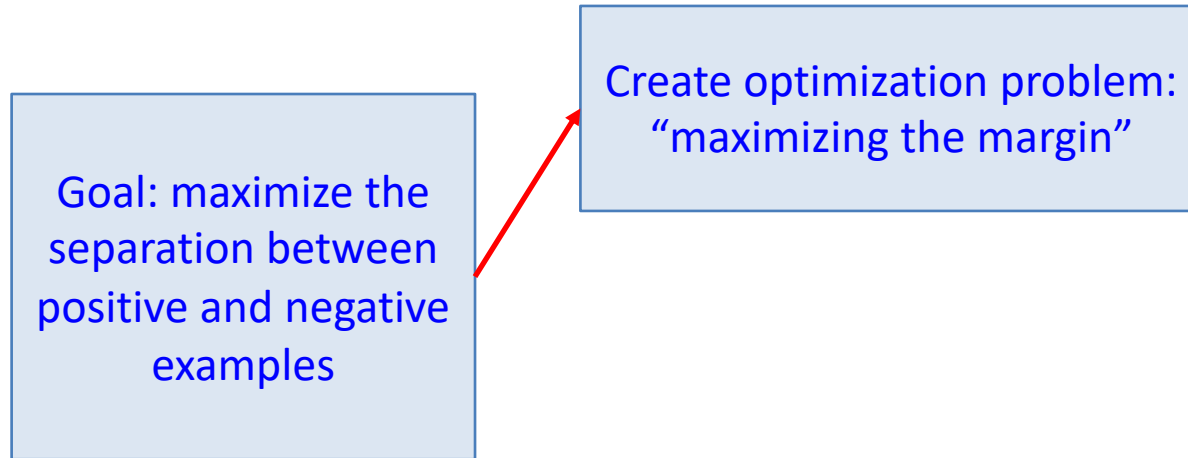 Goal: maximize the
separation between
positive and negative
examples
Create optimization problem:
“maximizing the margin”